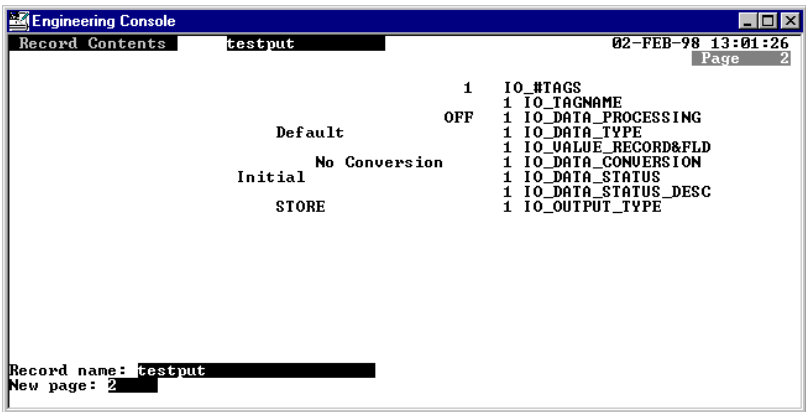 Engineering Console
Record Contents testput 02-FEB-98 13:01:26
Page 2
1 IO_#TAGS
1 IO_TAGNAME
OFF 1 IO_DATA_PROCESSING
Default 1 IO_DATA_TYPE
1 IO_VALUE_RECORD&FLD
No Conversion 1 IO_DATA_CONVERSION
Initial 1 IO_DATA_STATUS
1 IO_DATA_STATUS_DESC
STORE 1 IO_OUTPUT_TYPE
Record name: testput
New page: 2